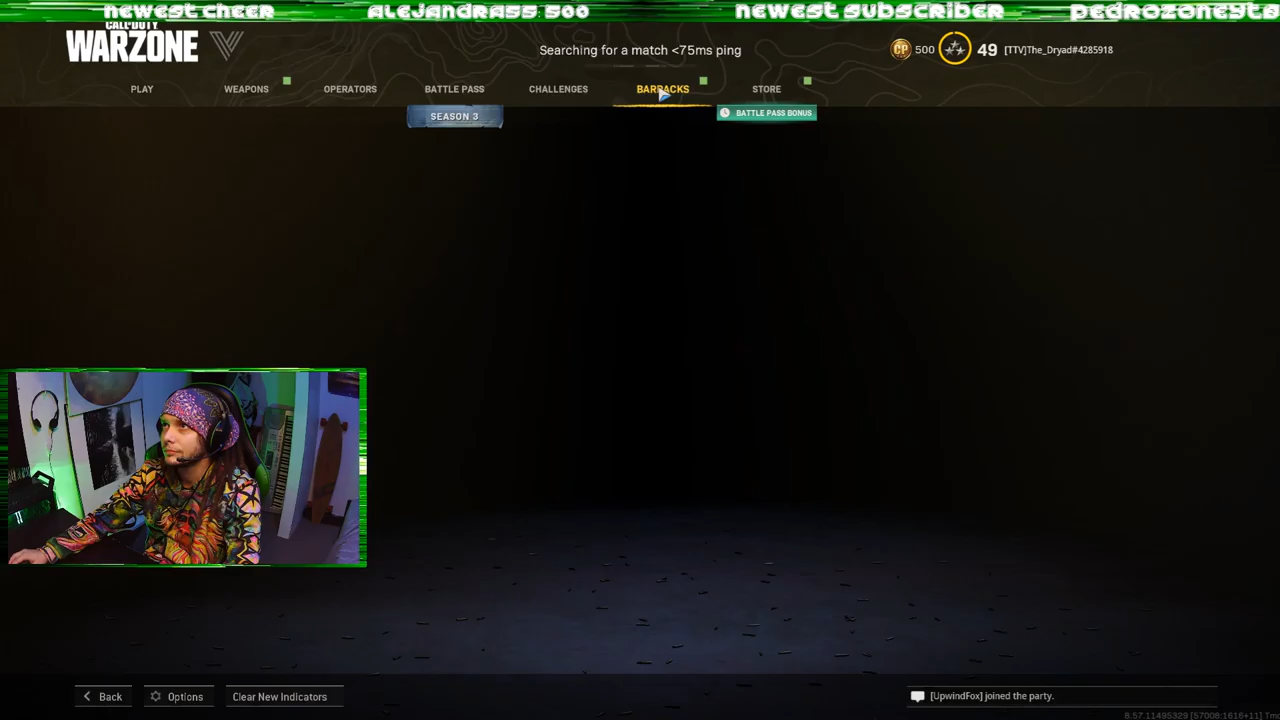 newest cheer alejandrass 500 newest subscriber pedrozoneyta
CALL OF DUTY
WARZONE
Searching for a match <75ms ping
CP 500 49 [TTV]The_Dryad#4285918
PLAY WEAPONS OPERATORS BATTLE PASS CHALLENGES BARRACKS STORE
SEASON 3 BATTLE PASS BONUS
Back Options Clear New Indicators [UpwindFox] joined the party.